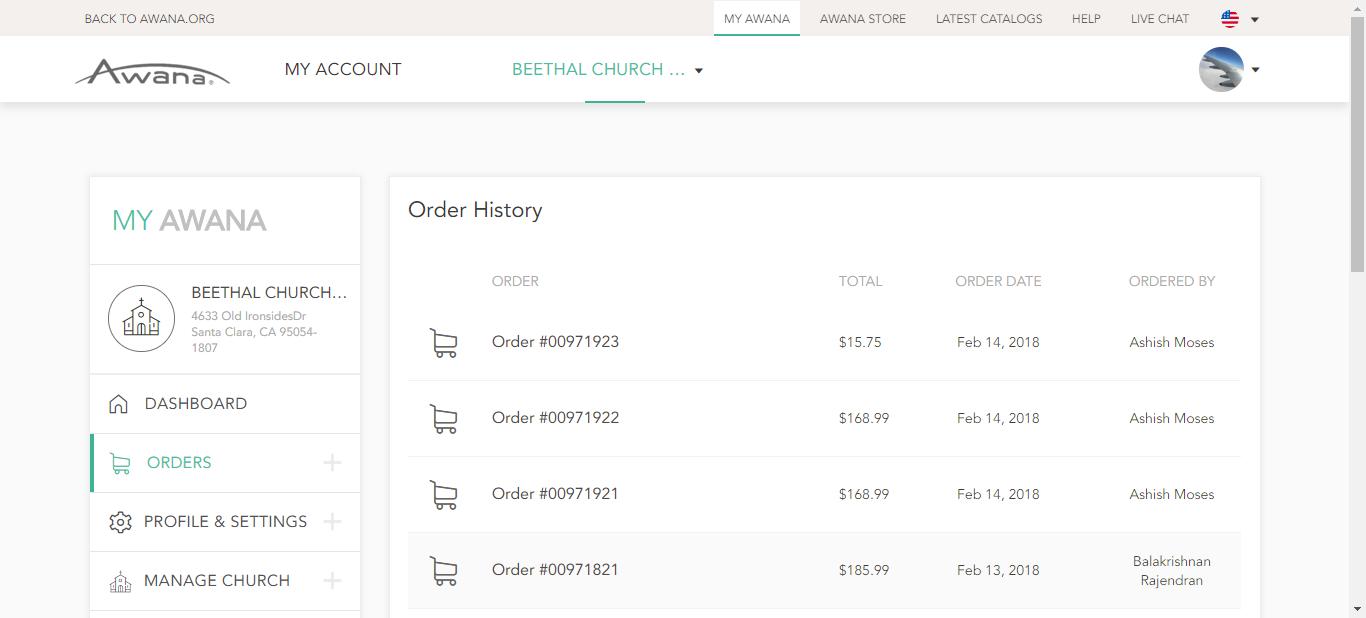 BACK TO AWANA.ORG
MY AWANA
AWANA STORE
LATEST CATALOGS
HELP
LIVE CHAT
Awana®
MY ACCOUNT
BEETHAL CHURCH ...
MY AWANA
BEETHAL CHURCH...
4633 Old IronsidesDr
Santa Clara, CA 95054-
1807
DASHBOARD
ORDERS
PROFILE & SETTINGS
MANAGE CHURCH
Order History
ORDER TOTAL ORDER DATE ORDERED BY
Order #00971923 $15.75 Feb 14, 2018 Ashish Moses
Order #00971922 $168.99 Feb 14, 2018 Ashish Moses
Order #00971921 $168.99 Feb 14, 2018 Ashish Moses
Order #00971821 $185.99 Feb 13, 2018 Balakrishnan
Rajendran